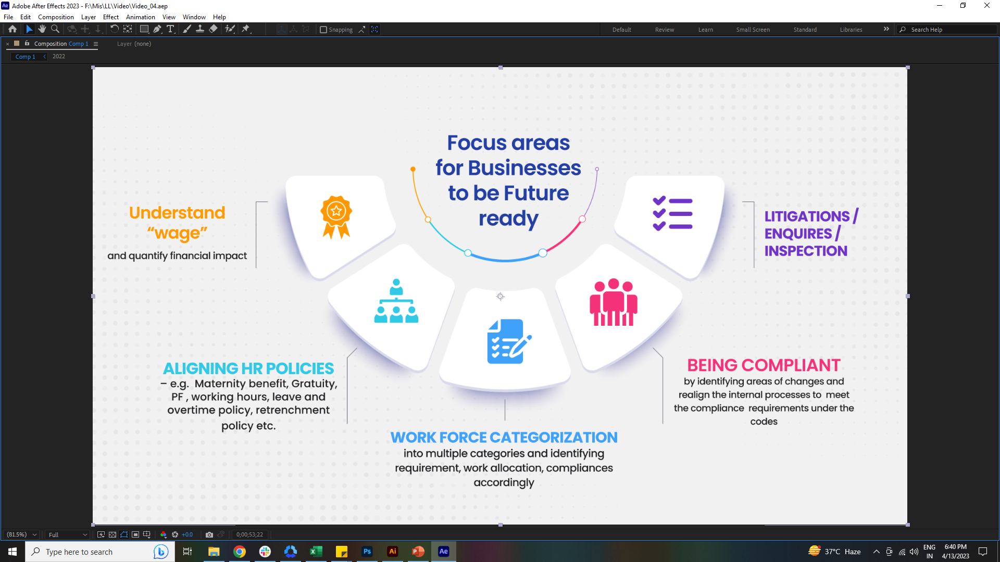 Adobe After Effects 2023 - F:\Mis\LL\Video\Video_04.aep
File Edit Composition Layer Effect Animation View Window Help
Snapping
Default Review Learn Small Screen Standard Libraries
Search Help
Composition Comp 1
Layer (none)
Comp 1
2022
Focus areas
for Businesses
to be Future
ready
Understand
“wage”
and quantify financial impact
LITIGATIONS /
ENQUIRES /
INSPECTION
ALIGNING HR POLICIES
– e.g. Maternity benefit, Gratuity,
PF , working hours, leave and
overtime policy, retrenchment
policy etc.
BEING COMPLIANT
by identifying areas of changes and
realign the internal processes to meet
the compliance requirements under the
codes
WORK FORCE CATEGORIZATION
into multiple categories and identifying
requirement, work allocation, compliances
accordingly
(81.5%)
Full
+0.0
0;00;53;22
Type here to search
Ps
Ai
Ae
37°C Haze
ENG
IN
6:40 PM
4/13/2023